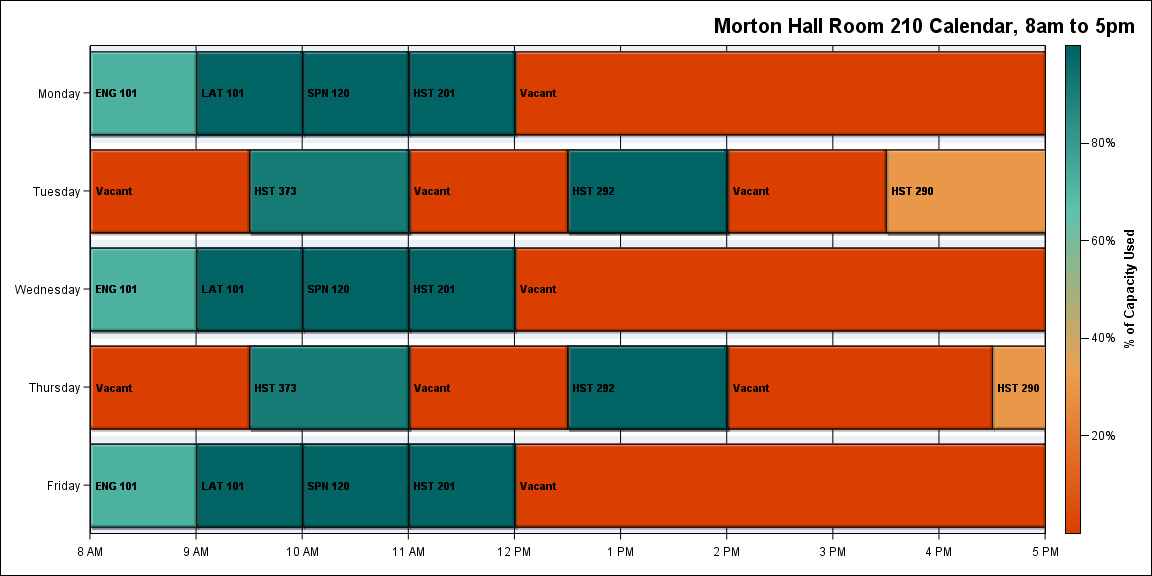 Morton Hall Room 210 Calendar, 8am to 5pm
Monday ENG 101 LAT 101 SPN 120 HST 201 Vacant
80%
Tuesday Vacant HST 373 Vacant HST 292 Vacant HST 290
60%
% of Capacity Used
Wednesday ENG 101 LAT 101 SPN 120 HST 201 Vacant
40%
Thursday Vacant HST 373 Vacant HST 292 Vacant HST 290
20%
Friday ENG 101 LAT 101 SPN 120 HST 201 Vacant
8 AM 9 AM 10 AM 11 AM 12 PM 1 PM 2 PM 3 PM 4 PM 5 PM